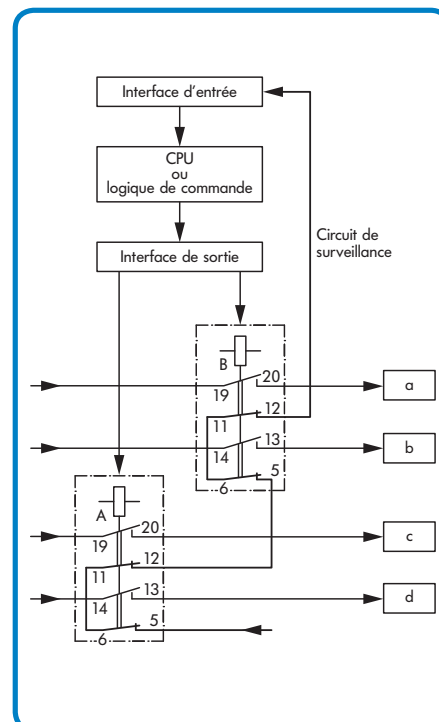 Interface d'entrée
CPU
ou
logique de commande
Interface de sortie
Circuit de
surveillance
B
20
19
a
12
11
13
14
b
5
6
A
20
19
c
12
11
13
14
d
5
6